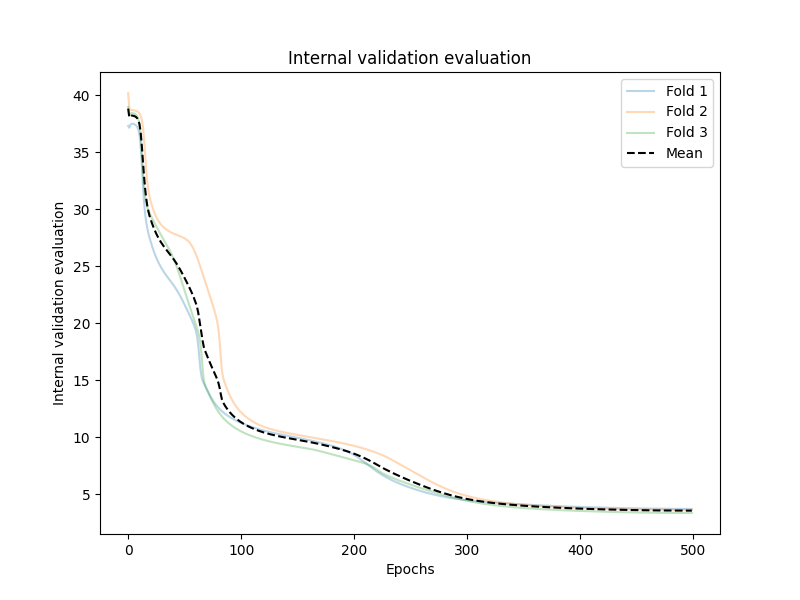 Internal validation evaluation
Internal validation evaluation
40
35
30
25
20
15
10
5
0
100
200
300
400
500
Epochs
Fold 1
Fold 2
Fold 3
Mean